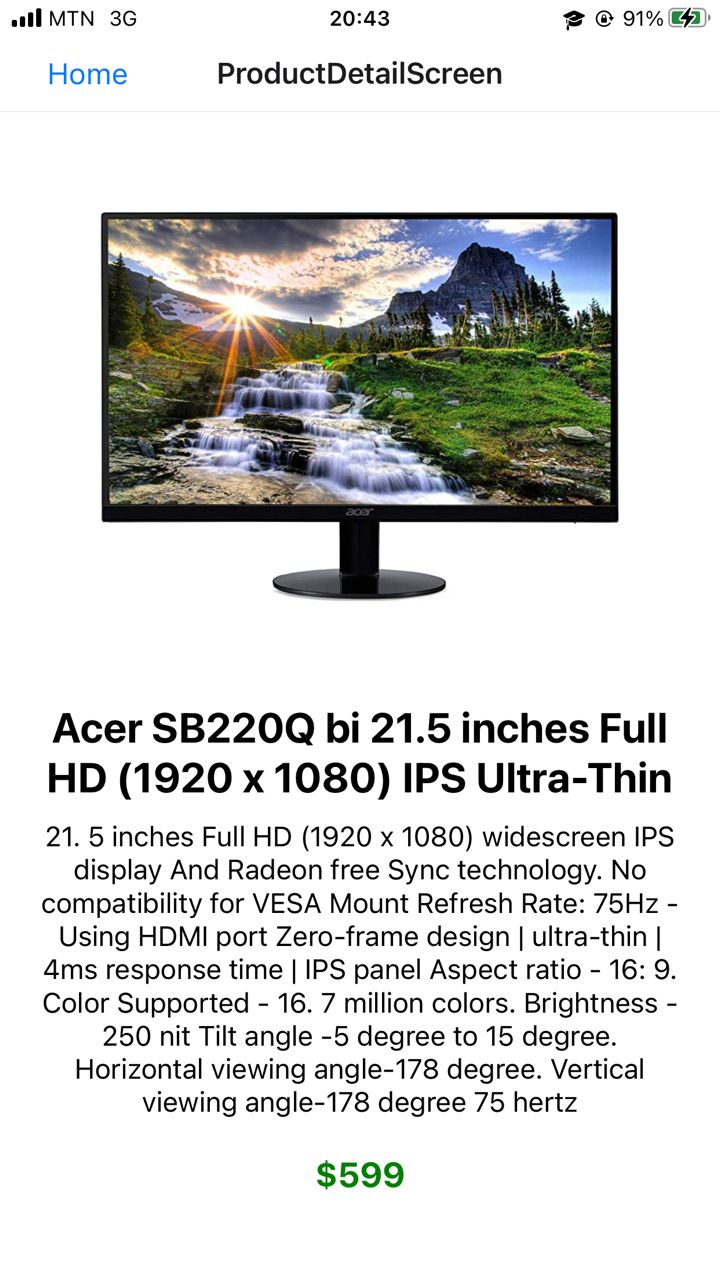 MTN 3G 20:43 91%
Home ProductDetailScreen
acer
Acer SB220Q bi 21.5 inches Full
HD (1920 x 1080) IPS Ultra-Thin
21. 5 inches Full HD (1920 x 1080) widescreen IPS
display And Radeon free Sync technology. No
compatibility for VESA Mount Refresh Rate: 75Hz -
Using HDMI port Zero-frame design | ultra-thin |
4ms response time | IPS panel Aspect ratio - 16: 9.
Color Supported - 16. 7 million colors. Brightness -
250 nit Tilt angle -5 degree to 15 degree.
Horizontal viewing angle-178 degree. Vertical
viewing angle-178 degree 75 hertz
$599